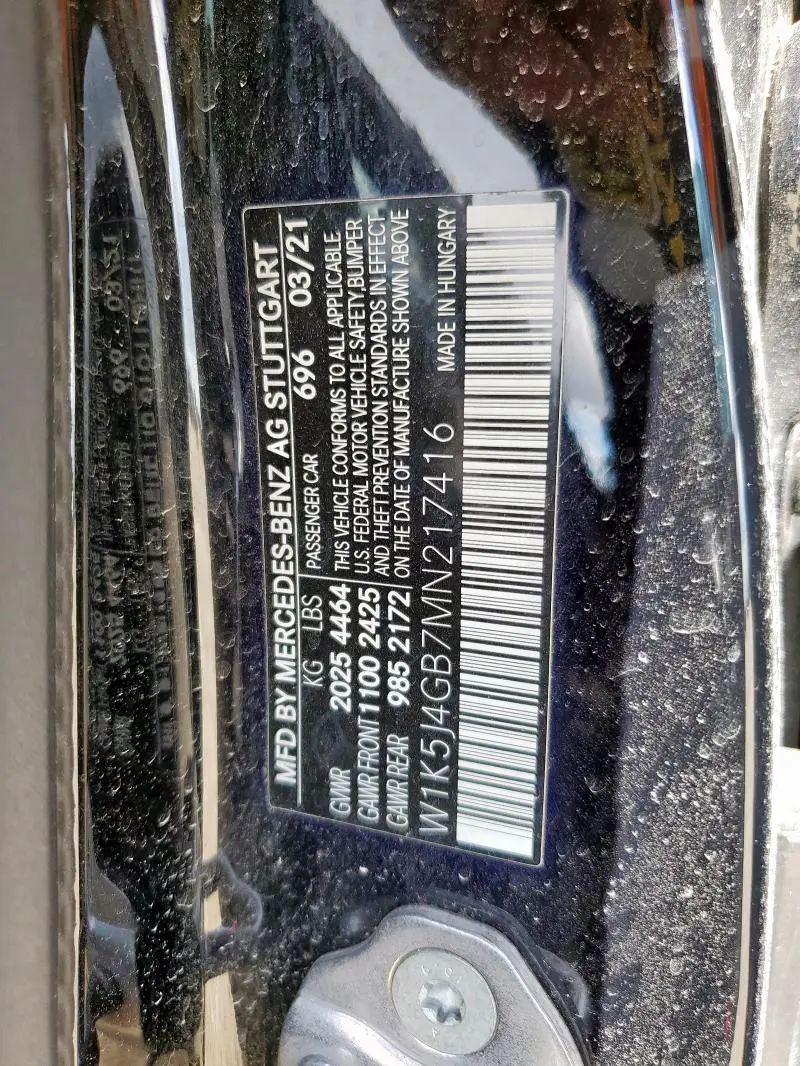 MFD BY MERCEDES-BENZ AG STUTTGART
KG LBS PASSENGER CAR 696 03/21
GVWR 2025 4464
GAWR FRONT 1100 2425
GAWR REAR 985 2172
THIS VEHICLE CONFORMS TO ALL APPLICABLE
U.S. FEDERAL MOTOR VEHICLE SAFETY, BUMPER
AND THEFT PREVENTION STANDARDS IN EFFECT
ON THE DATE OF MANUFACTURE SHOWN ABOVE
W1K5J4GB7MN217416 MADE IN HUNGARY